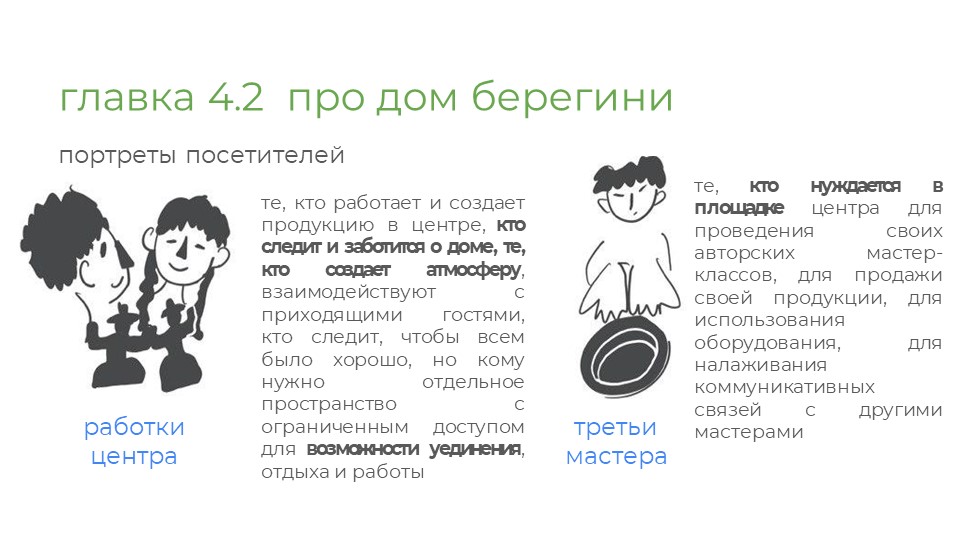 главка 4.2 про дом берегини
портреты посетителей
те, кто работает и создает
продукцию в центре, кто
следит и заботится о доме, те,
кто создает атмосферу,
взаимодействуют с
приходящими гостями,
кто следит, чтобы всем
было хорошо, но кому
нужно отдельное
пространство с
ограниченным доступом
для возможности уединения,
отдыха и работы
работки
центра
те, кто нуждается в
площадке центра для
проведения своих
авторских мастер-
классов, для продажи
своей продукции, для
использования
оборудования, для
налаживания
коммуникативных
связей с другими
мастерами
третьи
мастера